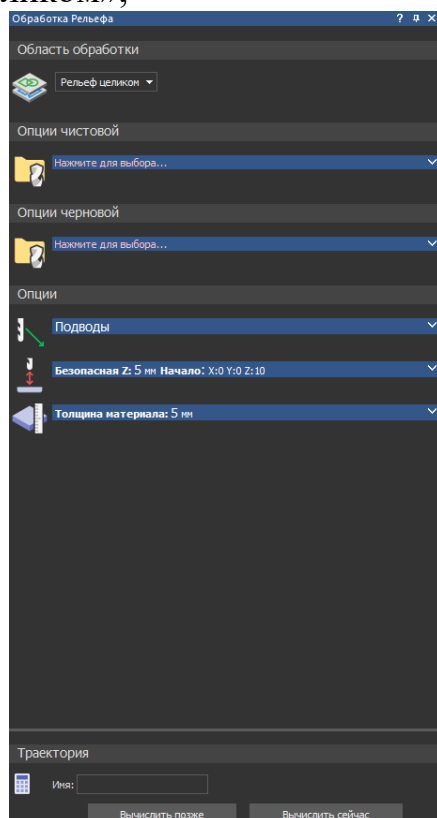 ликом»,
Обработка Рельефа
Область обработки
Рельеф целиком
Опции чистовой
Нажмите для выбора...
Опции черновой
Нажмите для выбора...
Опции
Подводы
Безопасная Z: 5 мм Начало: X:0 Y:0 Z:10
Толщина материала: 5 мм
Траектория
Имя:
Вычислить позже Вычислить сейчас